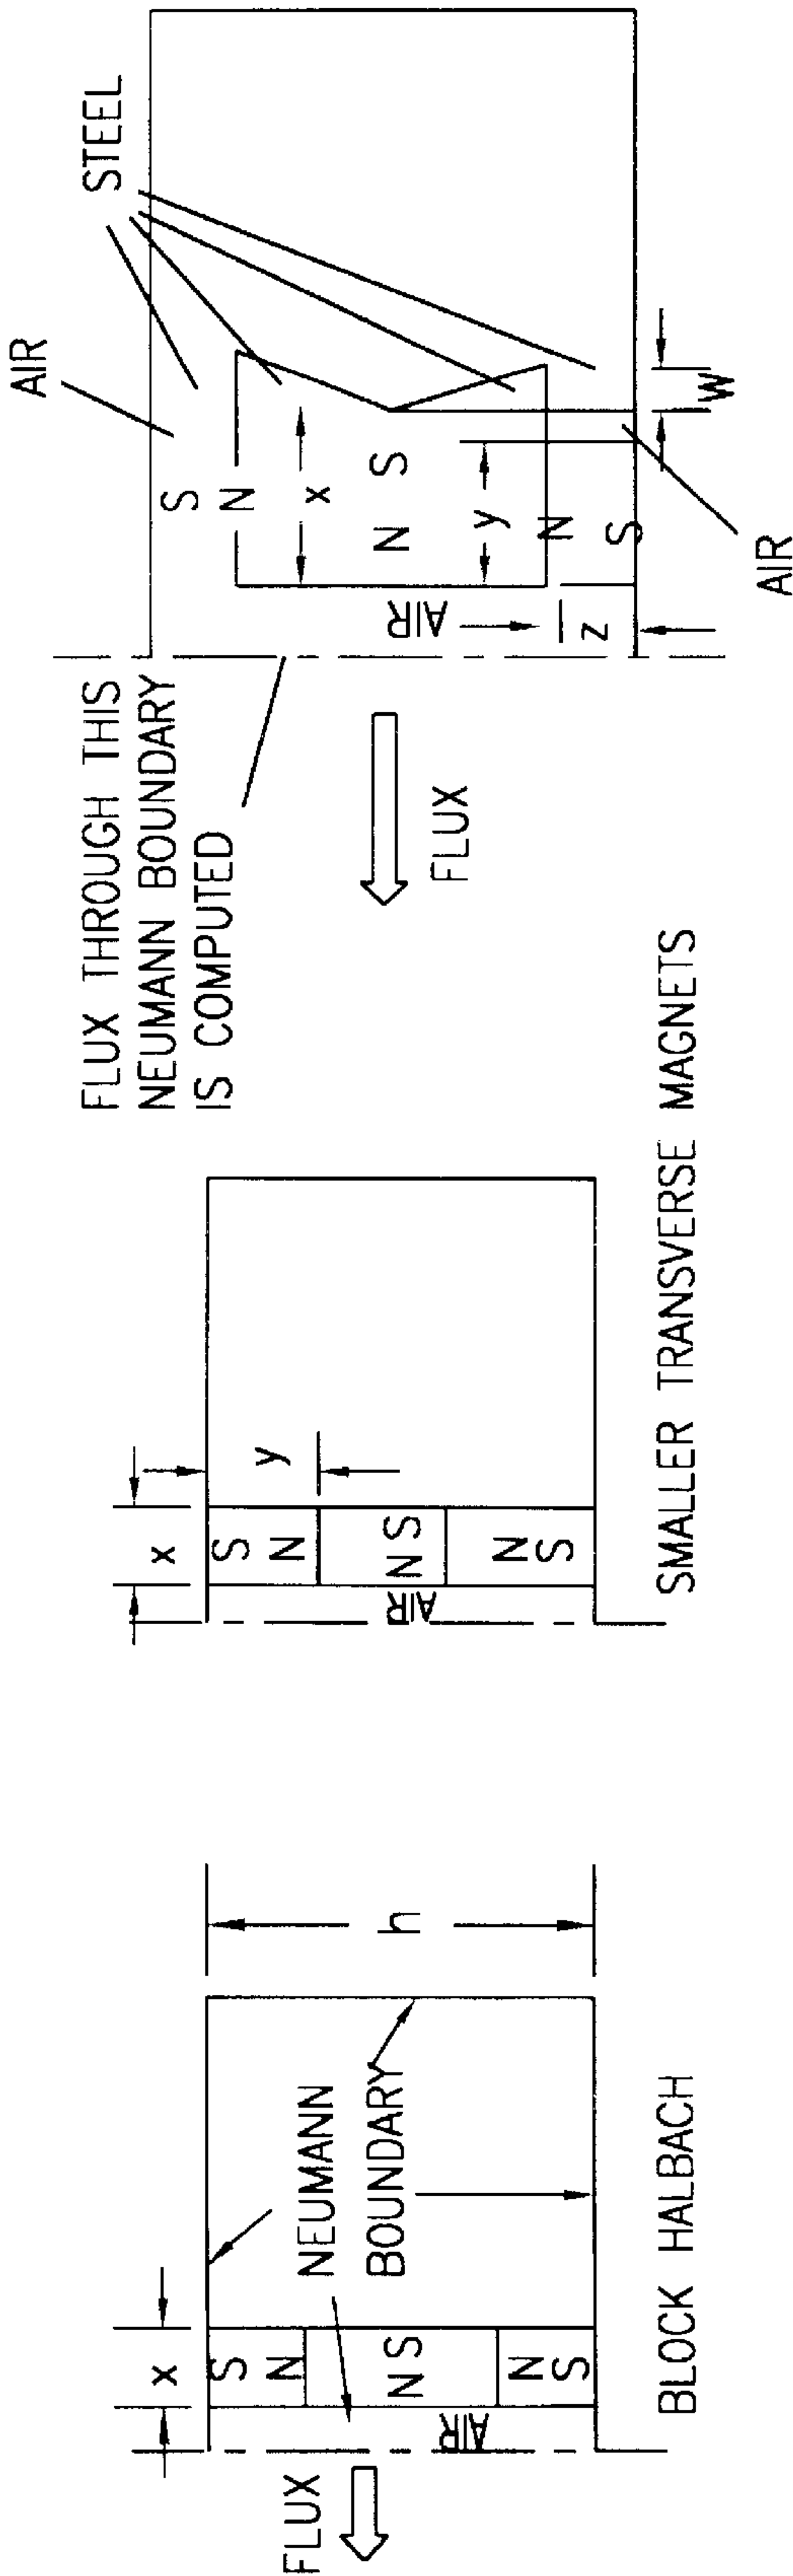 FLUX
x
S
N
N S
N
S
AIR
NEUMANN
BOUNDARY
h
BLOCK HALBACH
x
y
S
N
N S
N
S
AIR
SMALLER TRANSVERSE MAGNETS
FLUX THROUGH THIS
NEUMANN BOUNDARY
IS COMPUTED
FLUX
AIR
STEEL
S
N
x
N S
y
N
S
AIR
z
W
AIR